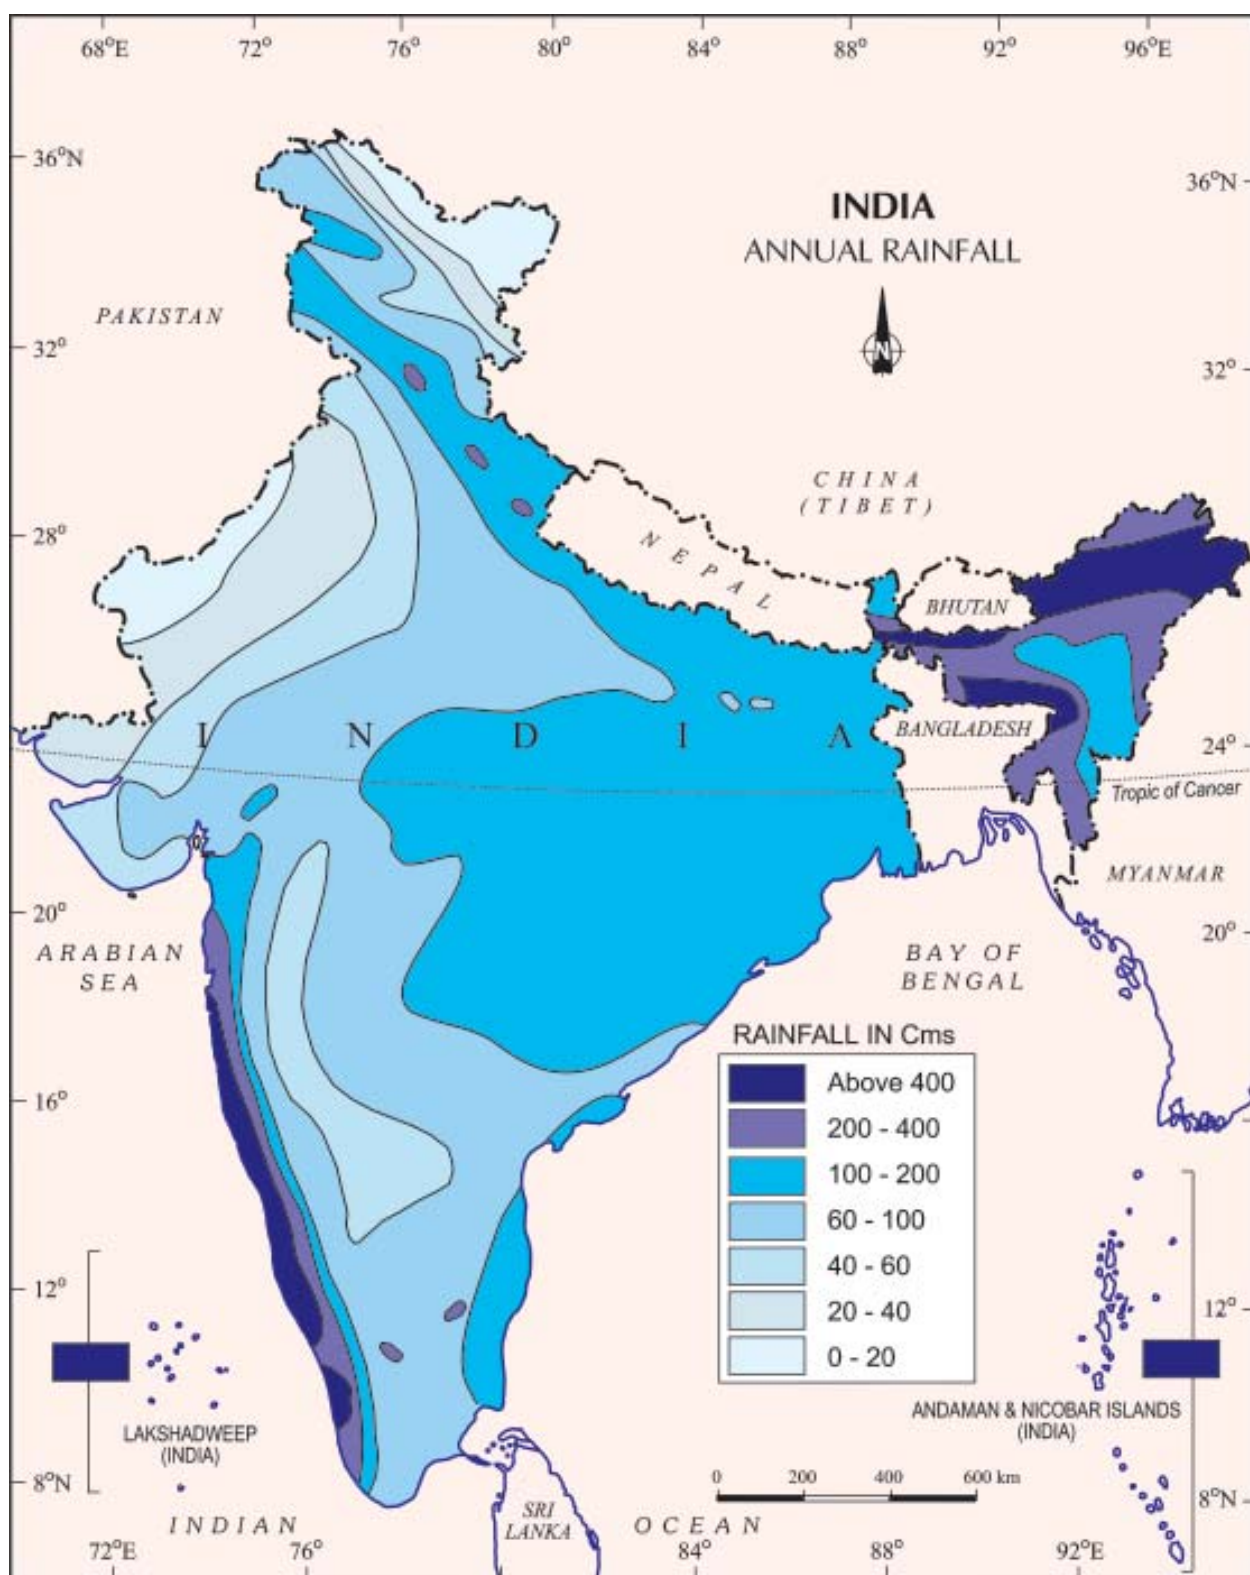 68°E 72° 76° 80° 84° 88° 92° 96°E
36°N
36°N
INDIA
ANNUAL RAINFALL
N
PAKISTAN
32°
32°
CHINA
(TIBET)
NEPAL
28°
BHUTAN
INDIA
BANGLADESH
24°
Tropic of Cancer
MYANMAR
20°
20°
ARABIAN
SEA
BAY OF
BENGAL
RAINFALL IN Cms
Above 400
200 - 400
100 - 200
60 - 100
40 - 60
20 - 40
0 - 20
16°
12°
12°
LAKSHADWEEP
(INDIA)
ANDAMAN & NICOBAR ISLANDS
(INDIA)
0 200 400 600 km
8°N
8°N
SRI
LANKA
INDIAN OCEAN
72°E 76° 84° 88° 92°E